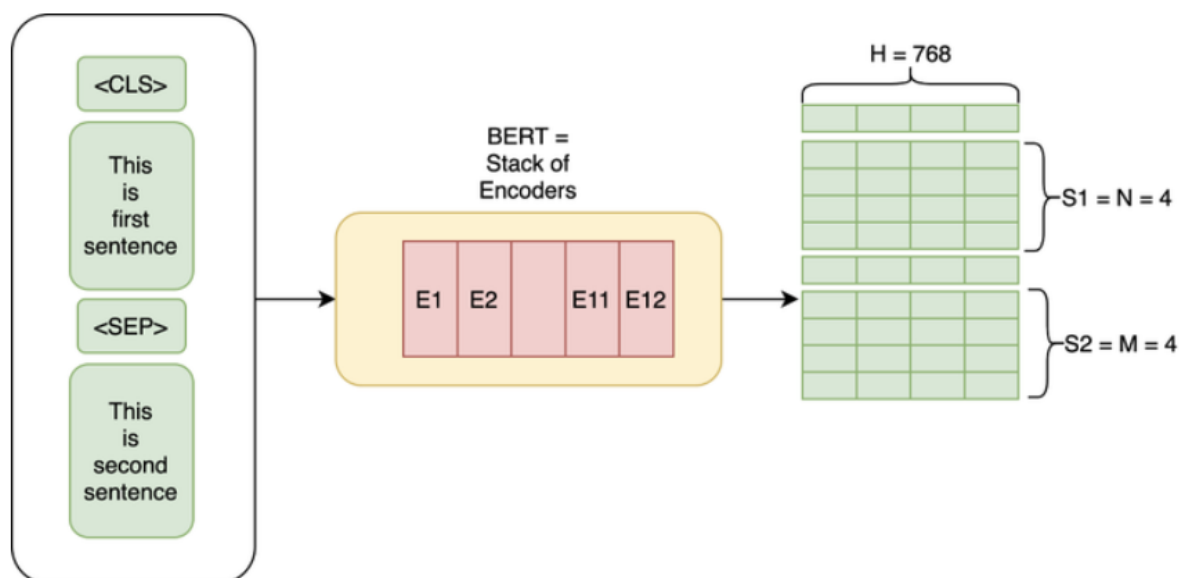 <CLS>
This
is
first
sentence
<SEP>
This
is
second
sentence
BERT =
Stack of
Encoders
E1 E2 E11 E12
H = 768
S1 = N = 4
S2 = M = 4